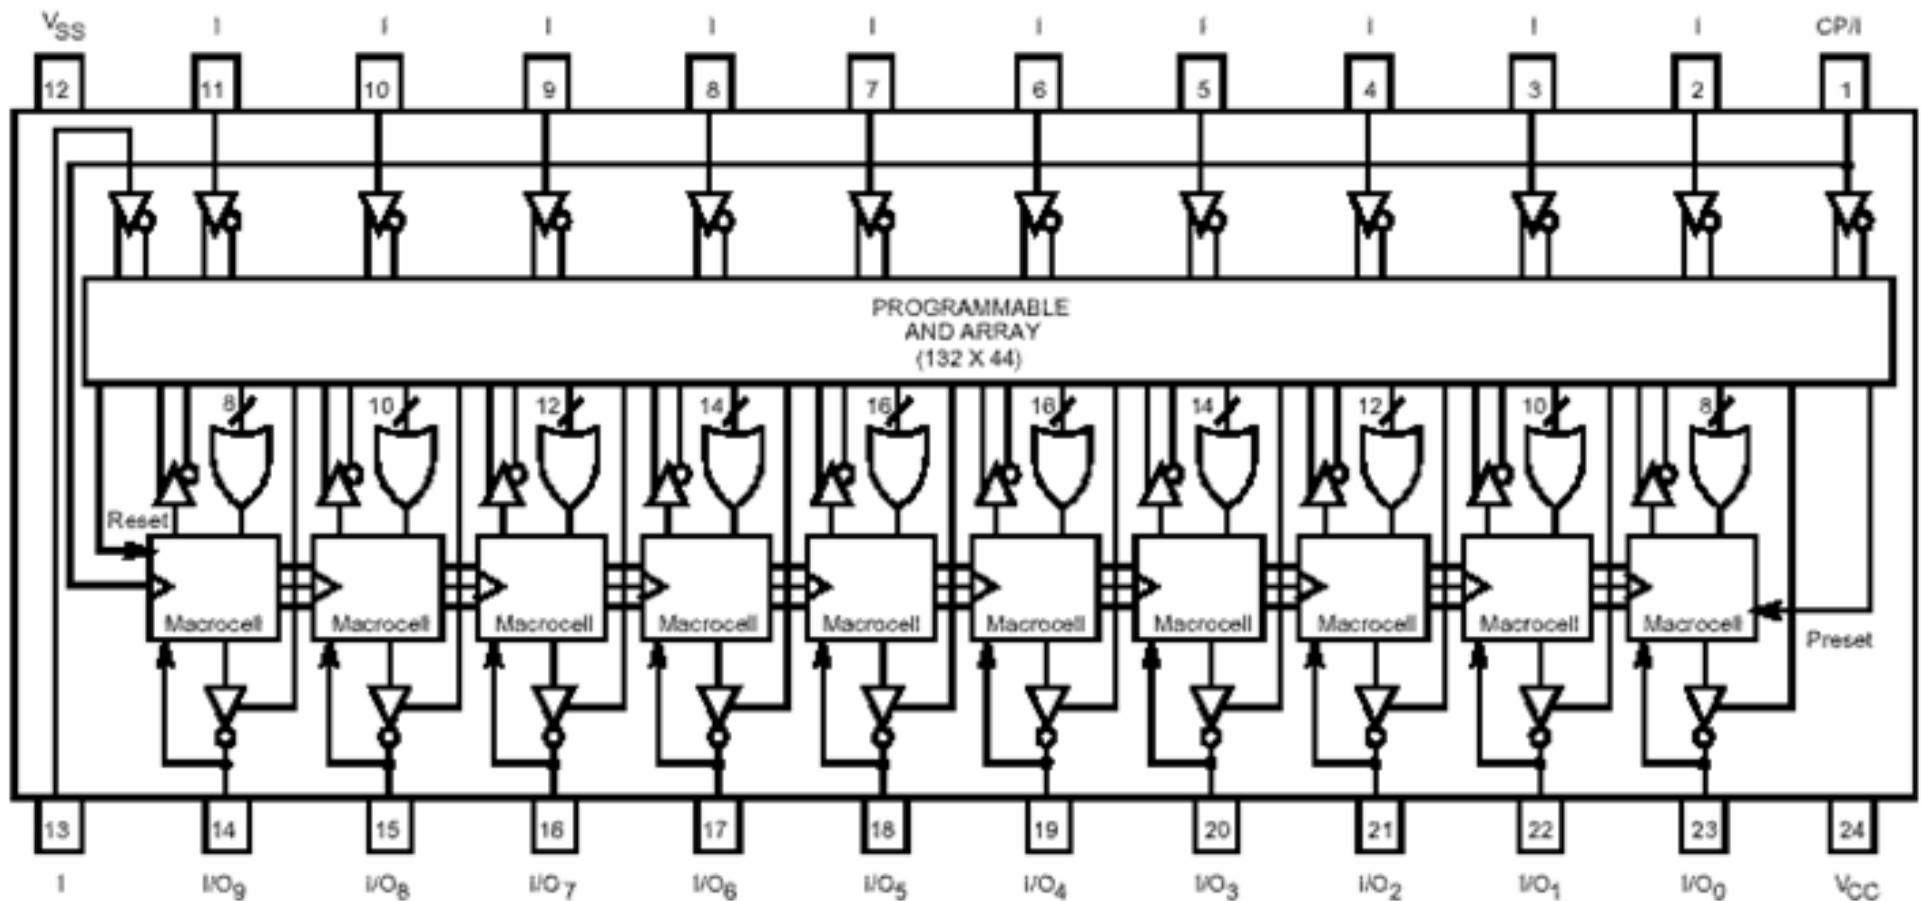 VSS I I I I I I I I I I CP/I
12 11 10 9 8 7 6 5 4 3 2 1
PROGRAMMABLE
AND ARRAY
(132 X 44)
8 10 12 14 16 16 14 12 10 8
Reset
Macrocell Macrocell Macrocell Macrocell Macrocell Macrocell Macrocell Macrocell Macrocell Macrocell
Preset
13 14 15 16 17 18 19 20 21 22 23 24
I I/O9 I/O8 I/O7 I/O6 I/O5 I/O4 I/O3 I/O2 I/O1 I/O0 VCC